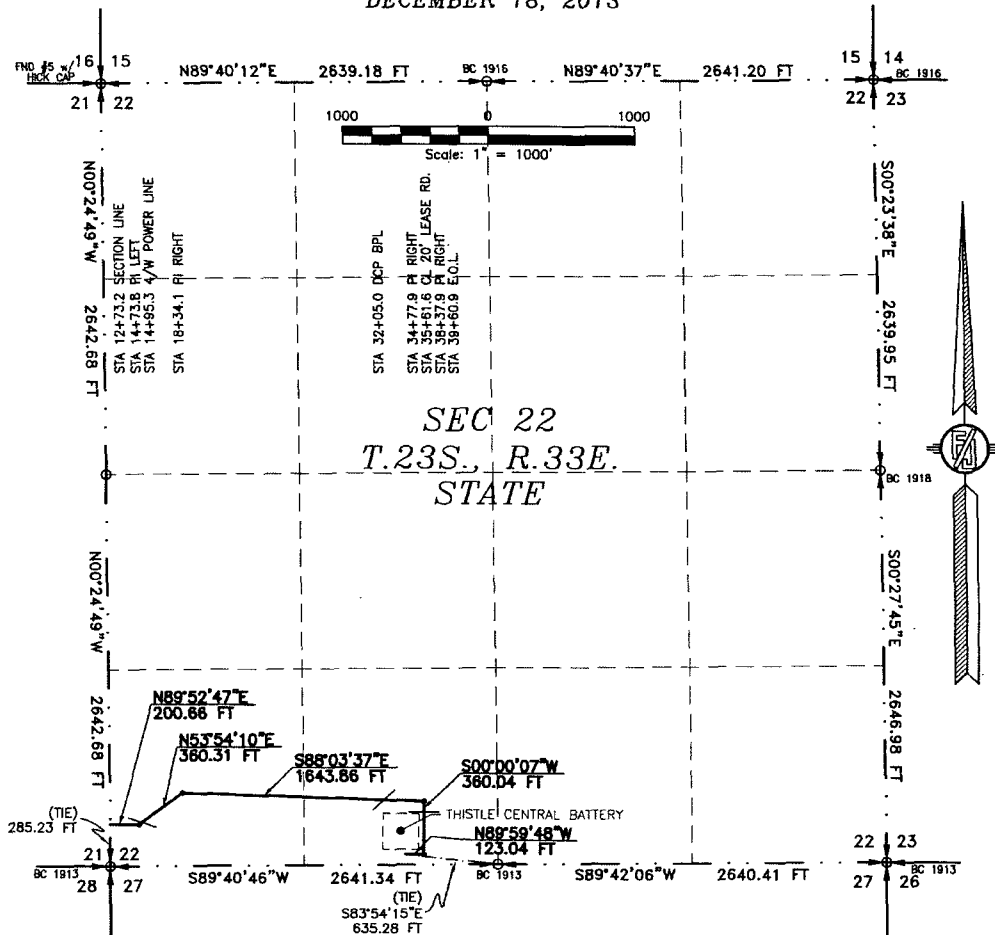 DECEMBER 18, 2013
FND #5 w/
HICK CAP
16 15
21 22
N89°40'12"E 2639.18 FT
BC 1916
N89°40'37"E 2641.20 FT
15 14
22 23
BC 1916
1000 0 1000
Scale: 1" = 1000'
N00°24'49"W 2642.68 FT
STA 12+73.2 SECTION LINE
STA 14+73.8 PI LEFT
STA 14+95.3 4/W POWER LINE
STA 18+34.1 PI RIGHT
STA 32+05.0 DCP BPL
STA 34+77.9 PI RIGHT
STA 35+61.6 CL 20' LEASE RD.
STA 38+37.9 PI RIGHT
STA 39+60.9 E.O.L.
S00°23'38"E 2639.95 FT
SEC 22
T.23S., R.33E.
STATE
BC 1918
N00°24'49"W 2642.68 FT
S00°27'45"E 2646.98 FT
N89°52'47"E
200.66 FT
N53°54'10"E
360.31 FT
S88°03'37"E
1643.86 FT
S00°00'07"W
360.04 FT
THISTLE CENTRAL BATTERY
N89°59'48"W
123.04 FT
(TIE)
285.23 FT
21 22
28 27
BC 1913
S89°40'46"W 2641.34 FT
BC 1913
S89°42'06"W 2640.41 FT
22 23
27 26
BC 1913
(TIE)
S83°54'15"E
635.28 FT